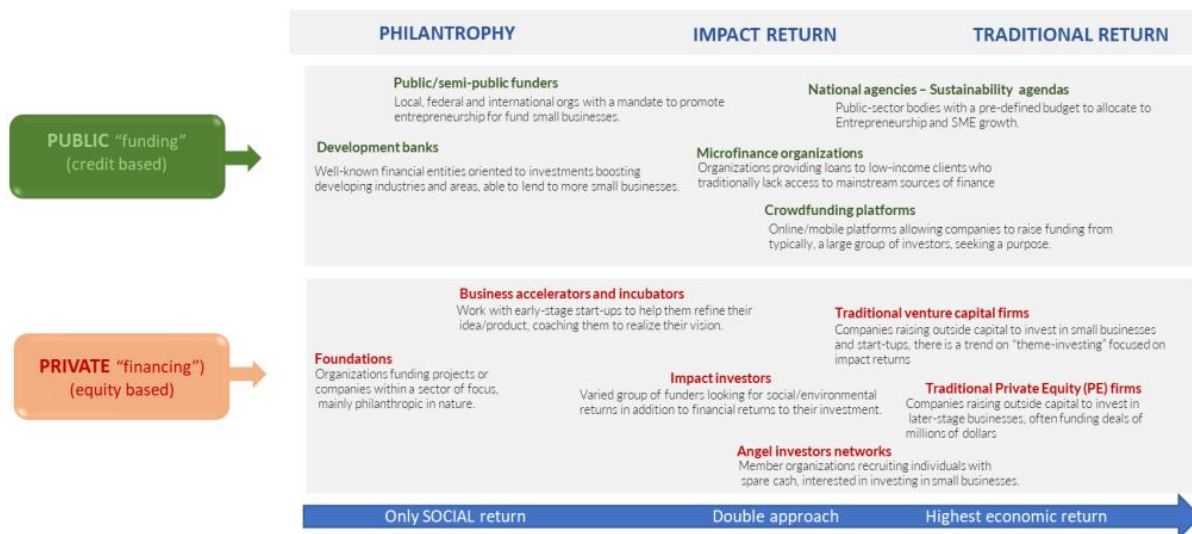 PHILANTROPHY
IMPACT RETURN
TRADITIONAL RETURN
PUBLIC “funding”
(credit based)
Public/semi-public funders
Local, federal and international orgs with a mandate to promote
entrepreneurship for fund small businesses.
National agencies – Sustainability agendas
Public-sector bodies with a pre-defined budget to allocate to
Entrepreneurship and SME growth.
Development banks
Well-known financial entities oriented to investments boosting
developing industries and areas, able to lend to more small businesses.
Microfinance organizations
Organizations providing loans to low-income clients who
traditionally lack access to mainstream sources of finance
Crowdfunding platforms
Online/mobile platforms allowing companies to raise funding from
typically, a large group of investors, seeking a purpose.
PRIVATE “financing”)
(equity based)
Business accelerators and incubators
Work with early-stage start-ups to help them refine their
idea/product, coaching them to realize their vision.
Traditional venture capital firms
Companies raising outside capital to invest in small businesses
and start-tups, there is a trend on “theme-investing” focused on
impact returns
Foundations
Organizations funding projects or
companies within a sector of focus,
mainly philantropic in nature.
Impact investors
Varied group of funders looking for social/environmental
returns in addition to financial returns to their investment.
Traditional Private Equity (PE) firms
Companies raising outside capital to invest in
later-stage businesses, often funding deals of
millions of dollars
Angel investors networks
Member organizations recruiting individuals with
spare cash, interested in investing in small businesses.
Only SOCIAL return
Double approach
Highest economic return